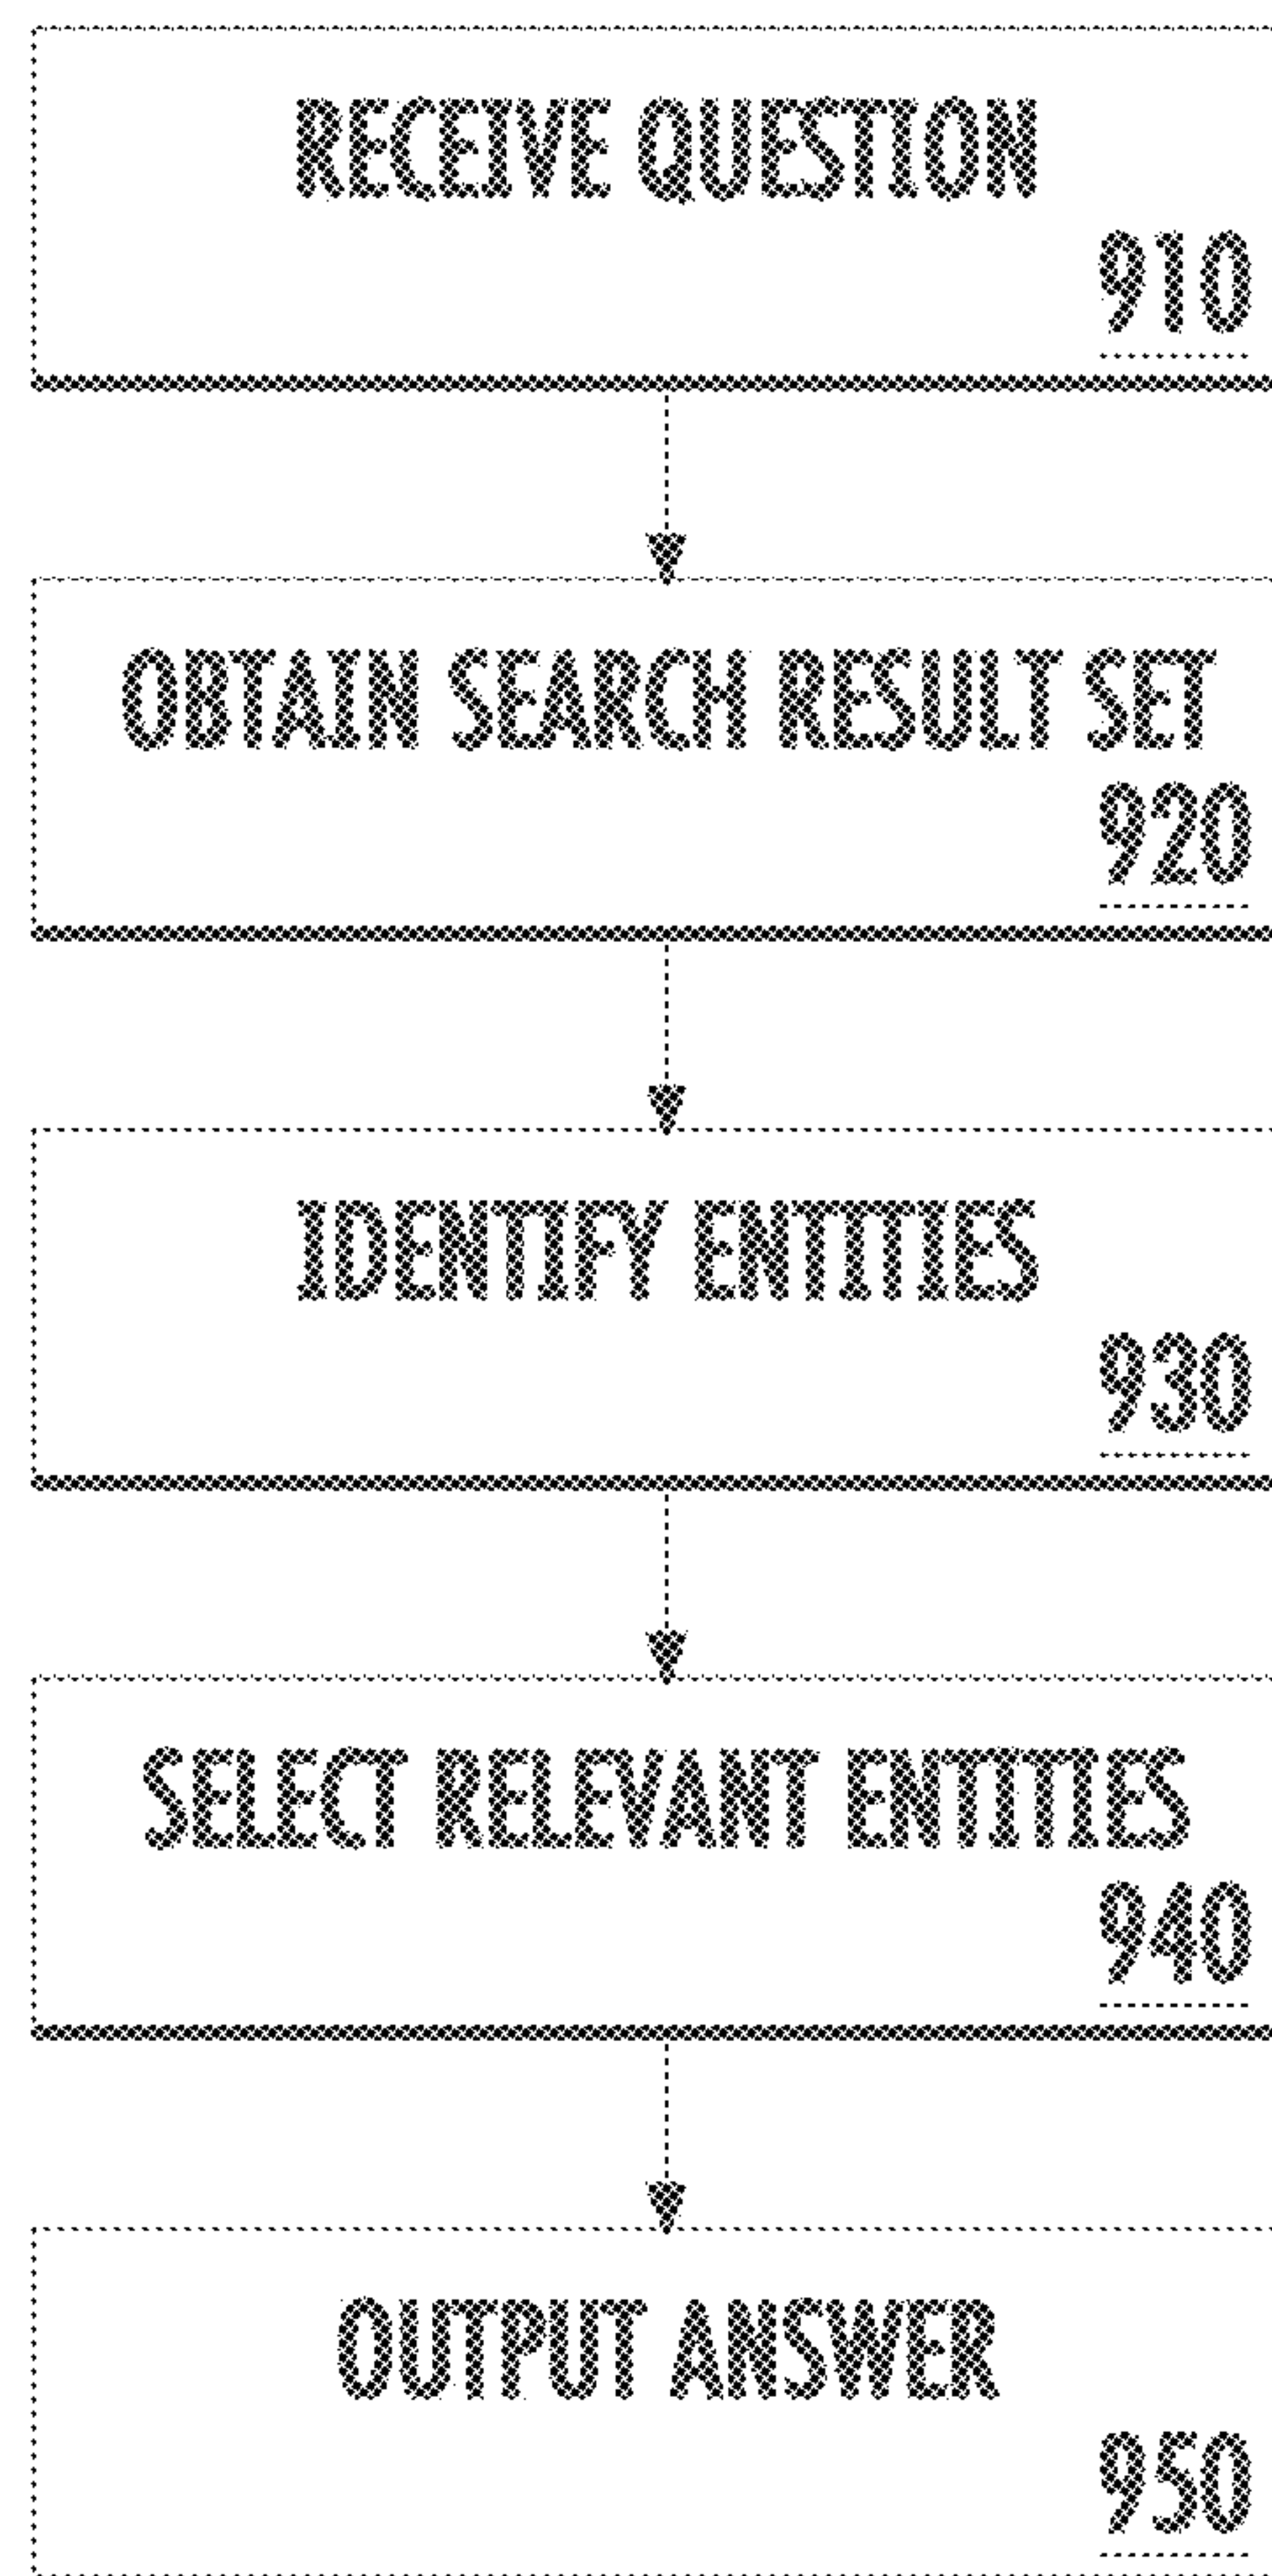 RECEIVE QUESTION
910
OBTAIN SEARCH RESULT SET
920
IDENTIFY ENTITIES
930
SELECT RELEVANT ENTITIES
940
OUTPUT ANSWER
950